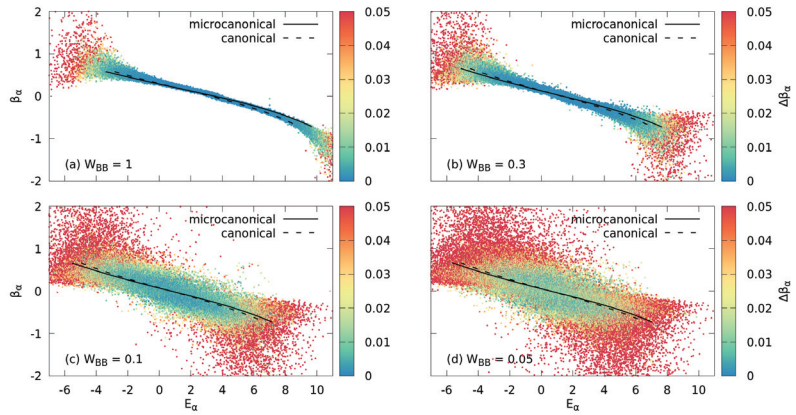 2
1
0
-1
-2
β_α
microcanonical
canonical
(a) W_BB = 1
0.05
0.04
0.03
0.02
0.01
0
microcanonical
canonical
(b) W_BB = 0.3
0.05
0.04
0.03
0.02
0.01
0
Δβ_α
2
1
0
-1
-2
β_α
microcanonical
canonical
(c) W_BB = 0.1
-6 -4 -2 0 2 4 6 8 10
E_α
0.05
0.04
0.03
0.02
0.01
0
microcanonical
canonical
(d) W_BB = 0.05
-6 -4 -2 0 2 4 6 8 10
E_α
0.05
0.04
0.03
0.02
0.01
0
Δβ_α